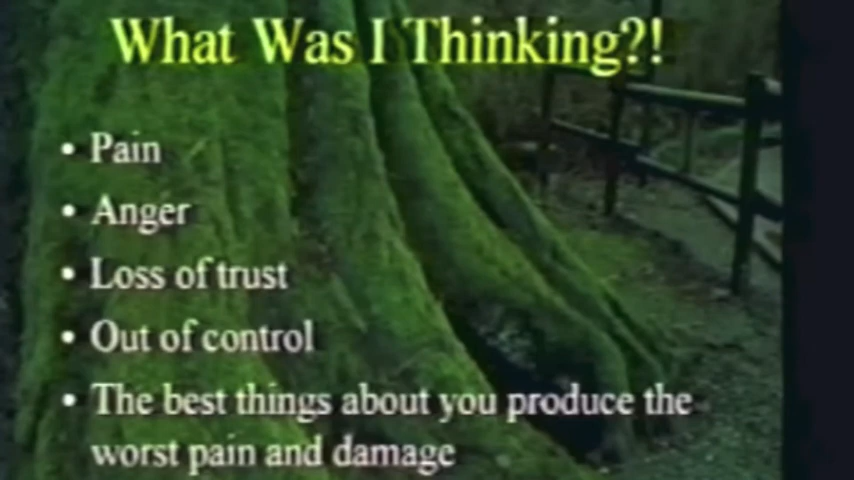 What Was I Thinking?!
• Pain
• Anger
• Loss of trust
• Out of control
• The best things about you produce the
worst pain and damage